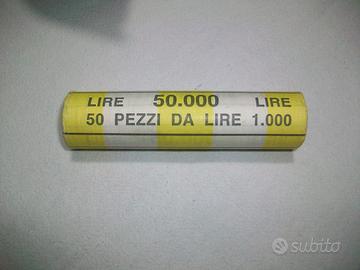 LIRE 50.000 LIRE
50 PEZZI DA LIRE 1.000
subito